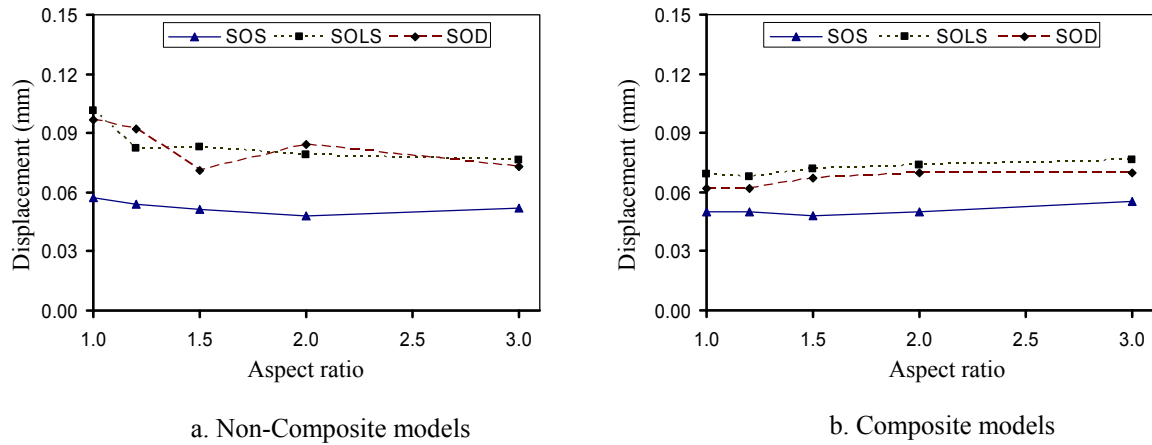 0.15
0.12
0.09
0.06
0.03
0.00
Displacement (mm)
SOS SOLS SOD
1.0 1.5 2.0 2.5 3.0
Aspect ratio
a. Non-Composite models
0.15
0.12
0.09
0.06
0.03
0.00
Displacement (mm)
SOS SOLS SOD
1.0 1.5 2.0 2.5 3.0
Aspect ratio
b. Composite models